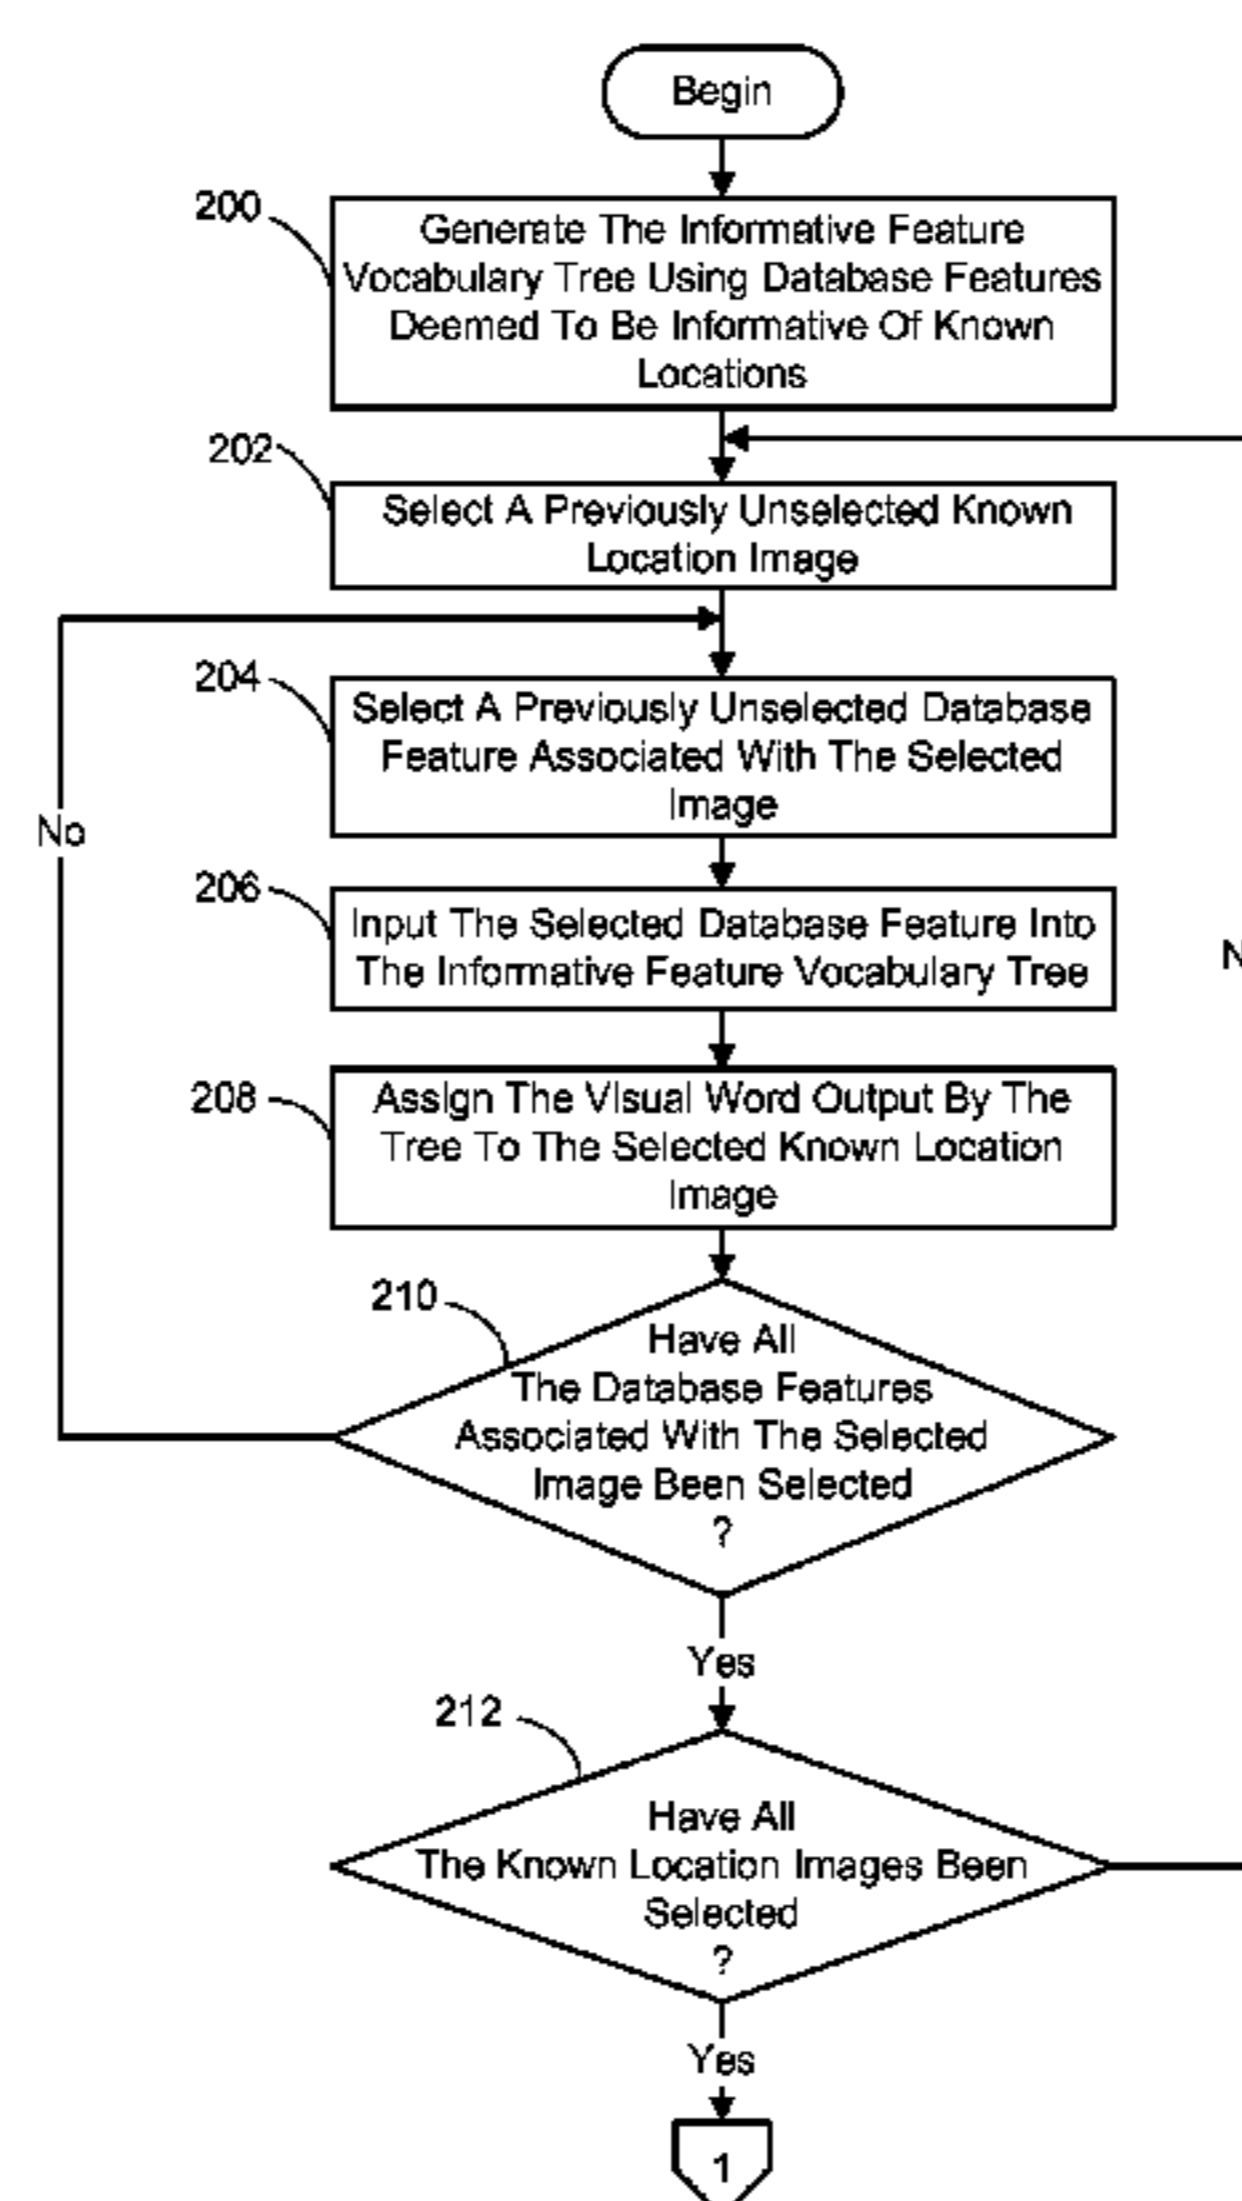 Begin
200
Generate The Informative Feature
Vocabulary Tree Using Database Features
Deemed To Be Informative Of Known
Locations
202
Select A Previously Unselected Known
Location Image
204
Select A Previously Unselected Database
Feature Associated With The Selected
Image
No
206
Input The Selected Database Feature Into
The Informative Feature Vocabulary Tree
208
Assign The Visual Word Output By The
Tree To The Selected Known Location
Image
210
Have All
The Database Features
Associated With The Selected
Image Been Selected
?
Yes
212
Have All
The Known Location Images Been
Selected
?
Yes
1